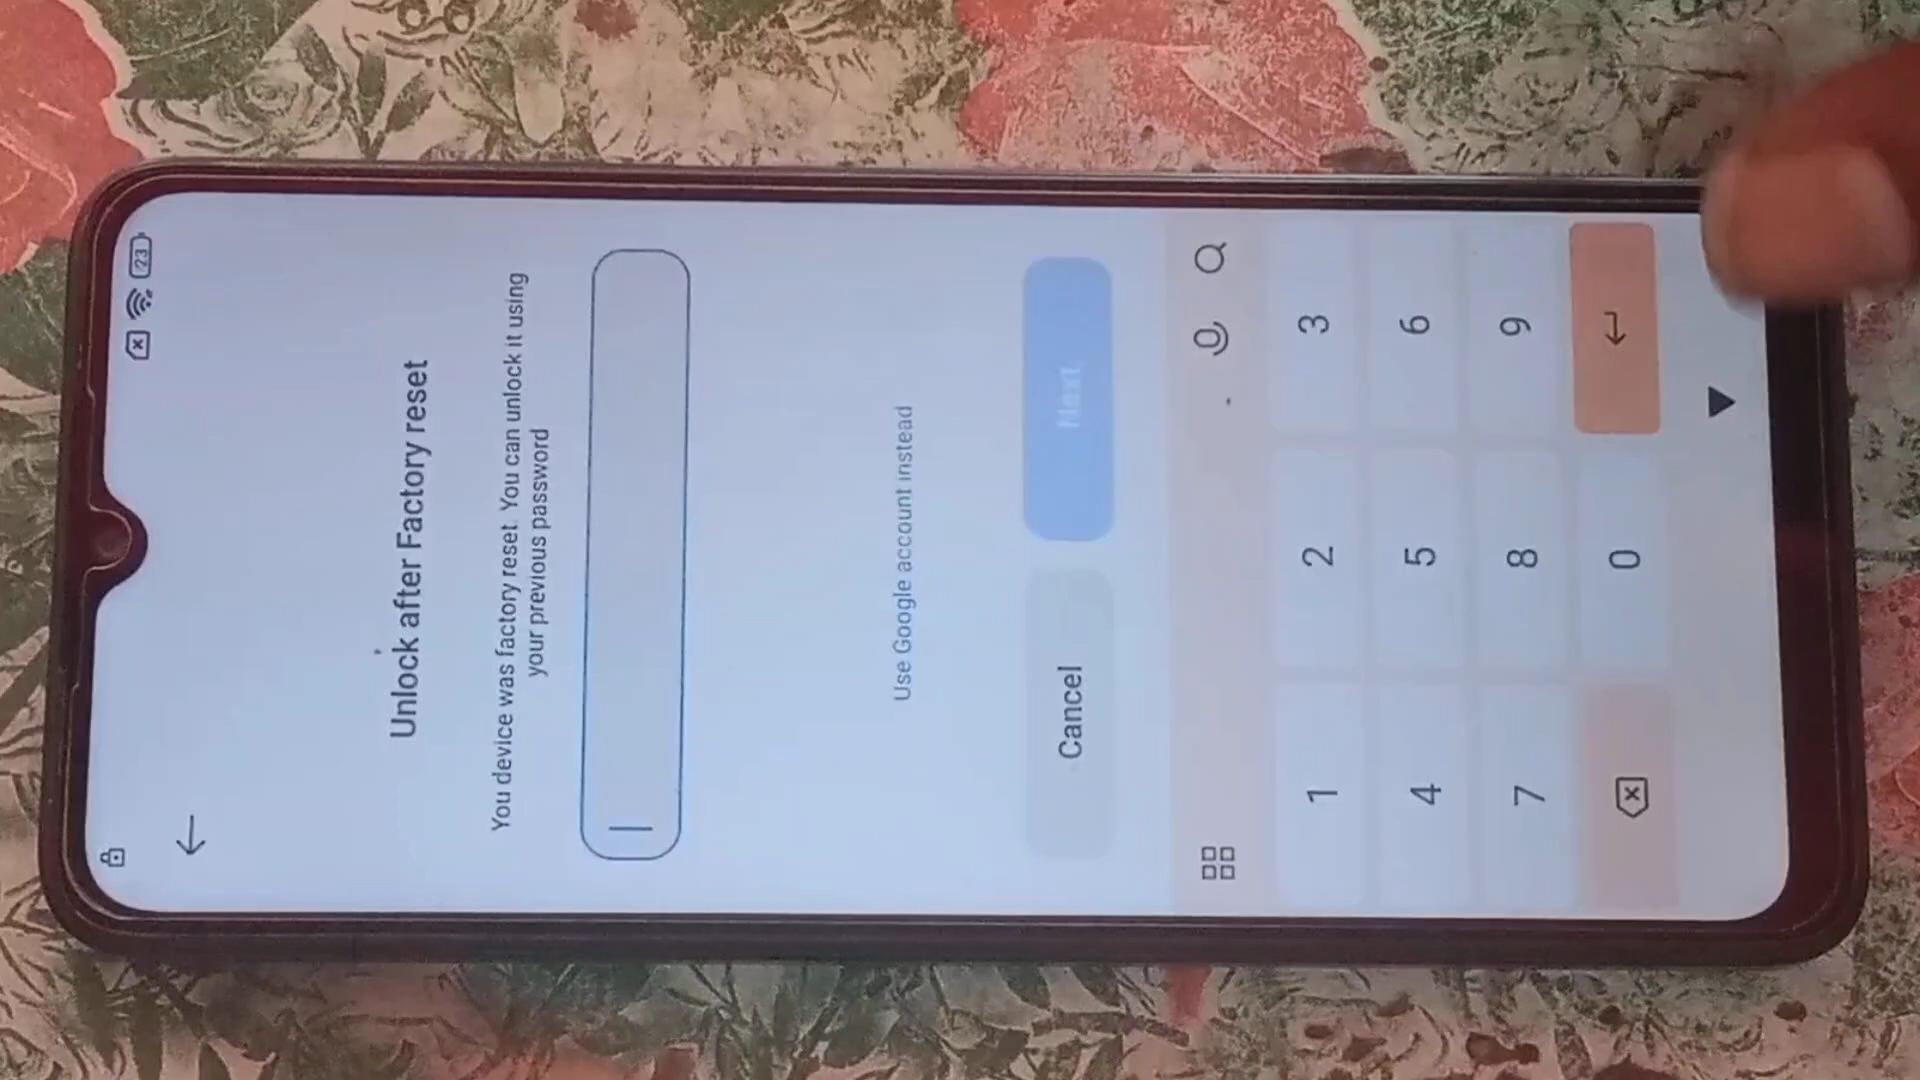 23
Unlock after Factory reset
You device was factory reset. You can unlock it using
your previous password
Use Google account instead
Cancel
Next
1 2 3
4 5 6
7 8 9
0